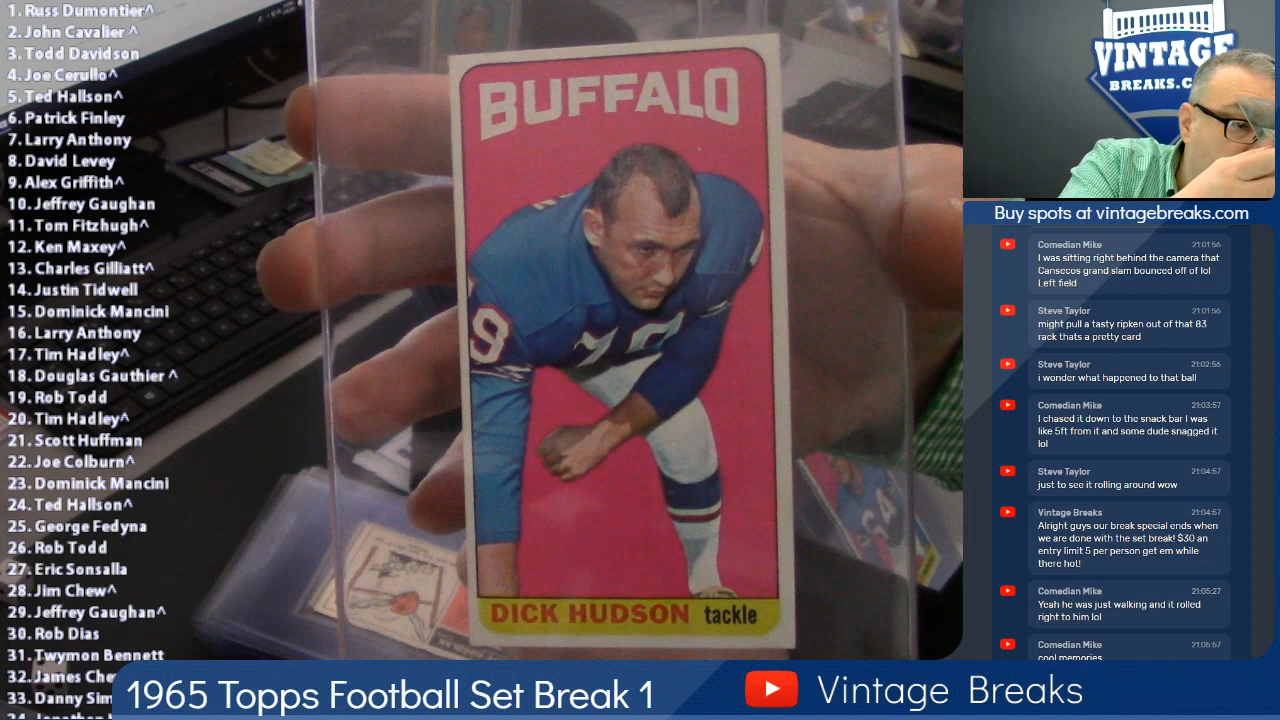 1. Russ Dumontier^
2. John Cavalier ^
3. Todd Davidson
4. Joe Cerullo^
5. Ted Hallson^
6. Patrick Finley
7. Larry Anthony
8. David Levey
9. Alex Griffith^
10. Jeffrey Gaughan
11. Tom Fitzhugh^
12. Ken Maxey^
13. Charles Gilliatt^
14. Justin Tidwell
15. Dominick Mancini
16. Larry Anthony
17. Tim Hadley^
18. Douglas Gauthier ^
19. Rob Todd
20. Tim Hadley^
21. Scott Huffman
22. Joe Colburn^
23. Dominick Mancini
24. Ted Hallson^
25. George Fedyna
26. Rob Todd
27. Eric Sonsalla
28. Jim Chew^
29. Jeffrey Gaughan^
30. Rob Dias
31. Twymon Bennett
32. James Che
33. Danny Sim
BUFFALO
79
DICK HUDSON tackle
VINTAGE
BREAKS.C
Buy spots at vintagebreaks.com
Comedian Mike 21:01:56
I was sitting right behind the camera that
Cansecos grand slam bounced off of lol
Left field
Steve Taylor 21:01:56
might pull a tasty ripken out of that 83
rack thats a pretty card
Steve Taylor 21:02:56
i wonder what happened to that ball
Comedian Mike 21:03:57
I chased it down to the snack bar I was
like 5ft from it and some dude snagged it
lol
Steve Taylor 21:04:57
just to see it rolling around wow
Vintage Breaks 21:04:57
Alright guys our break special ends when
we are done with the set break! $30 an
entry limit 5 per person get em while
there hot!
Comedian Mike 21:05:27
Yeah he was just walking and it rolled
right to him lol
Comedian Mike 21:05:57
cool memories
1965 Topps Football Set Break 1
Vintage Breaks